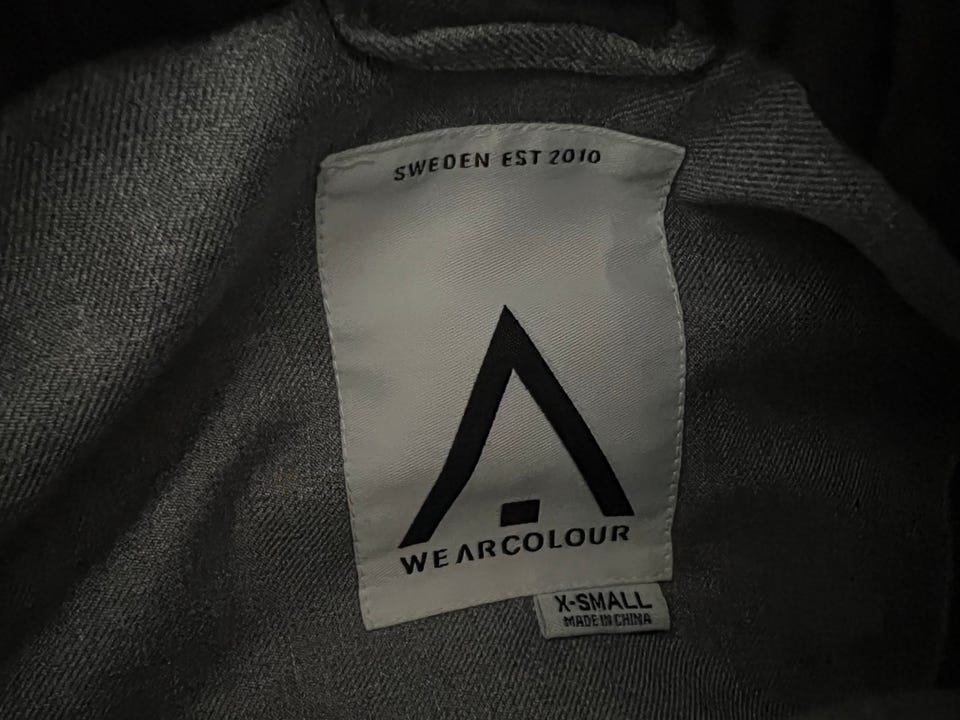 SWEDEN EST 2010
WEARCOLOUR
X-SMALL
MADE IN CHINA